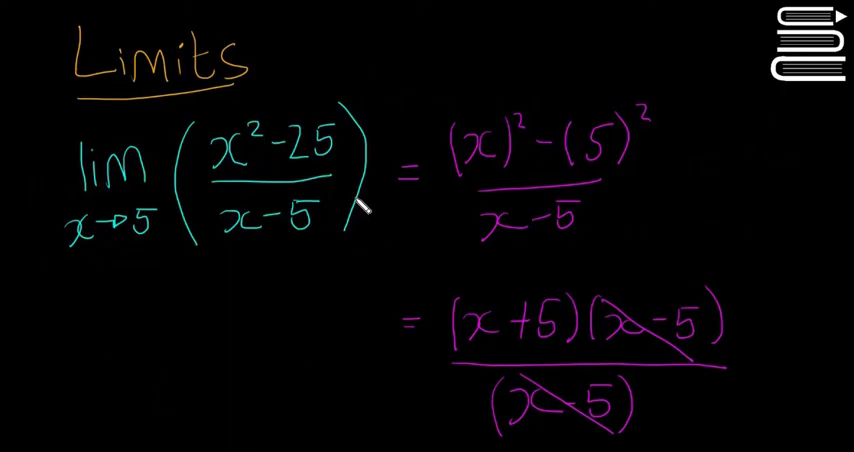 Limits
lim x→5 ( x² - 25 / x - 5 ) = (x)² - (5)² / x - 5
= (x + 5)(x - 5) / (x - 5)